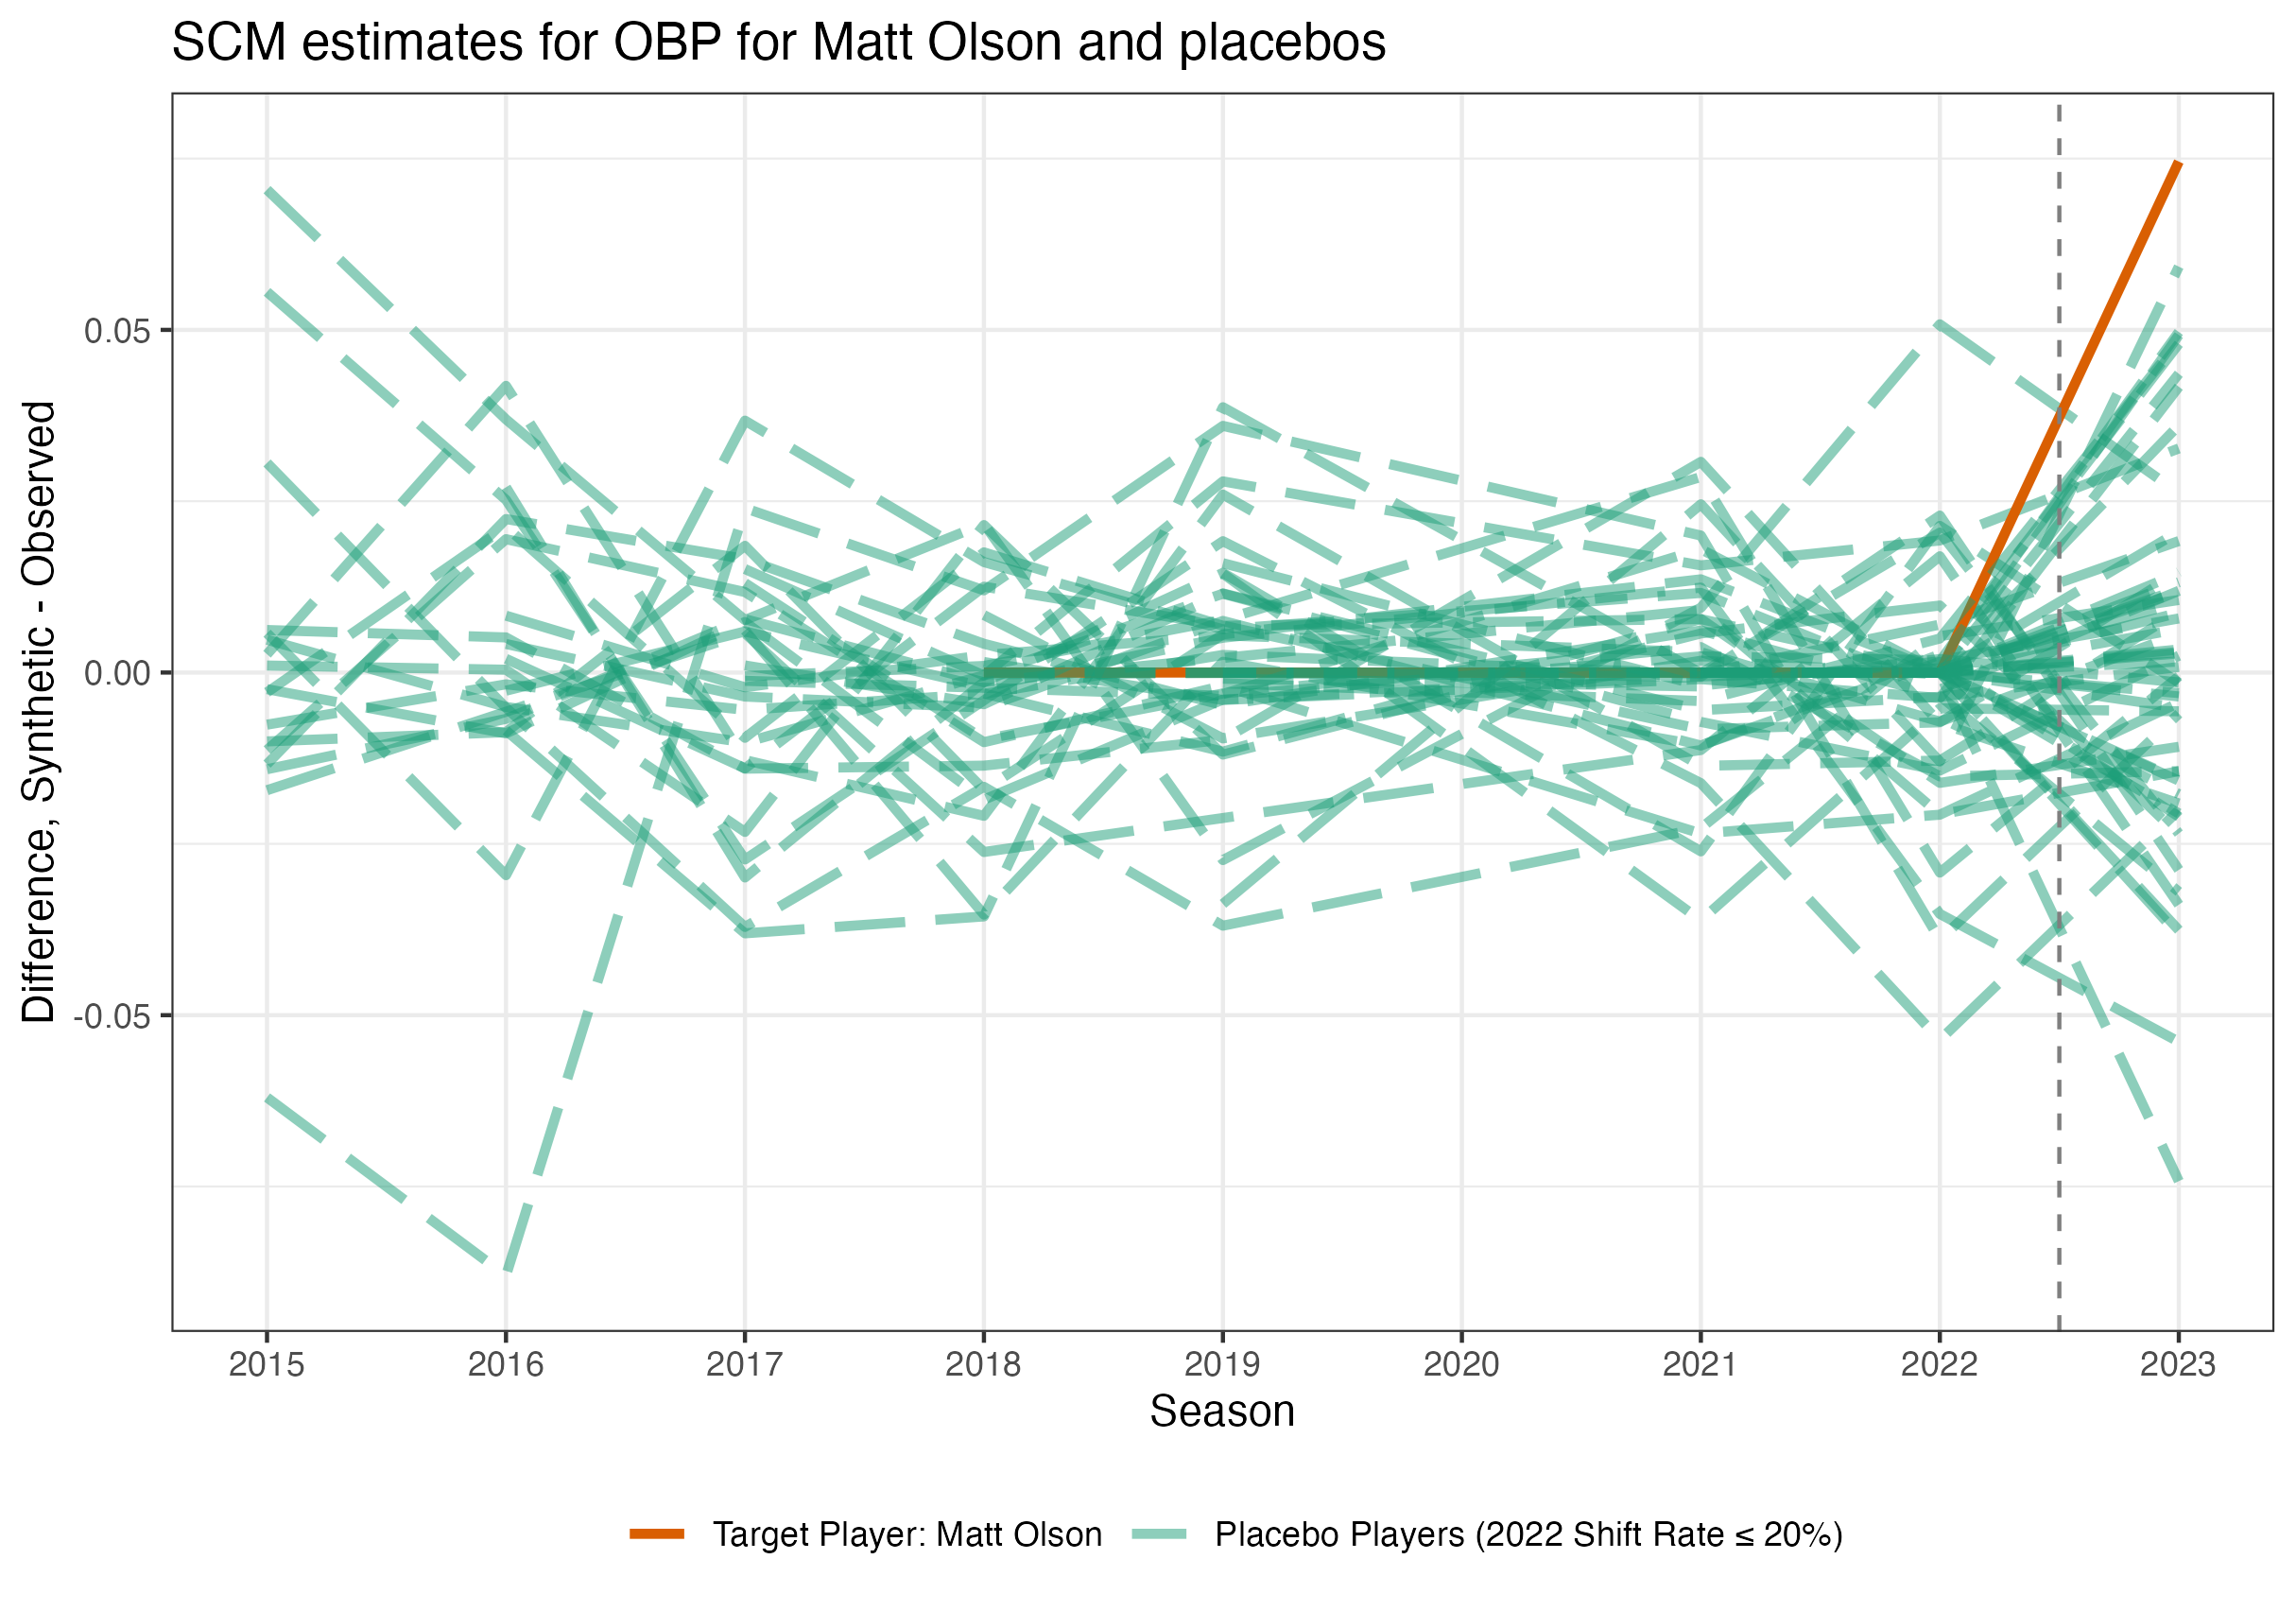 SCM estimates for OBP for Matt Olson and placebos
Difference, Synthetic - Observed
0.05
0.00
-0.05
2015 2016 2017 2018 2019 2020 2021 2022 2023
Season
Target Player: Matt Olson Placebo Players (2022 Shift Rate ≤ 20%)